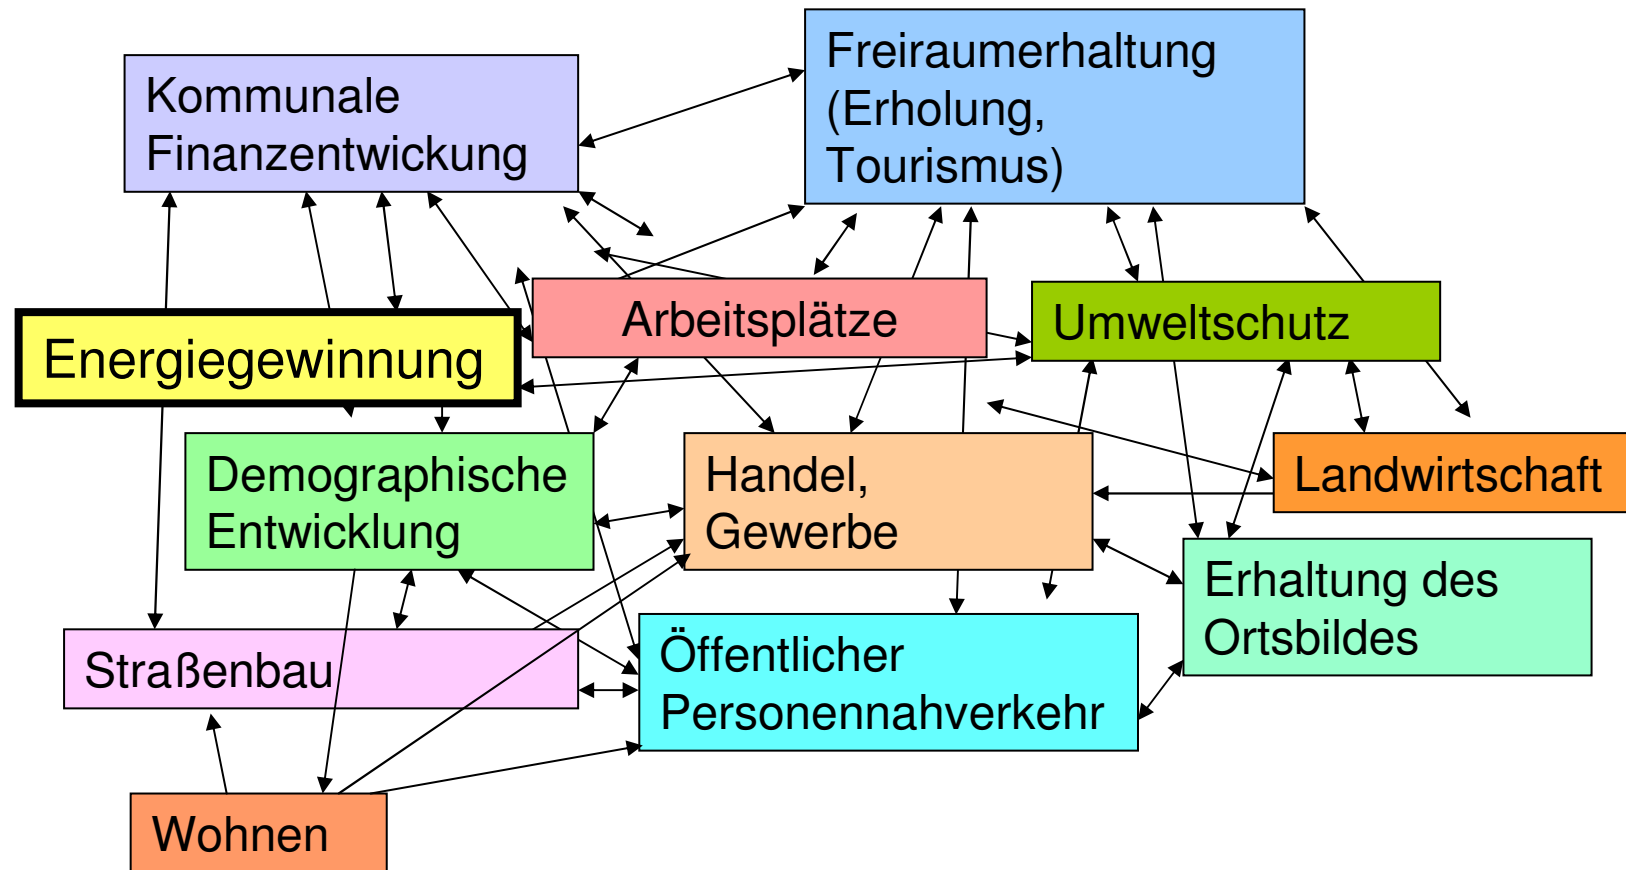 Kommunale
Finanzentwickung
Freiraumerhaltung
(Erholung,
Tourismus)
Arbeitsplätze
Umweltschutz
Energiegewinnung
Demographische
Entwicklung
Handel,
Gewerbe
Landwirtschaft
Erhaltung des
Ortsbildes
Straßenbau
Öffentlicher
Personennahverkehr
Wohnen